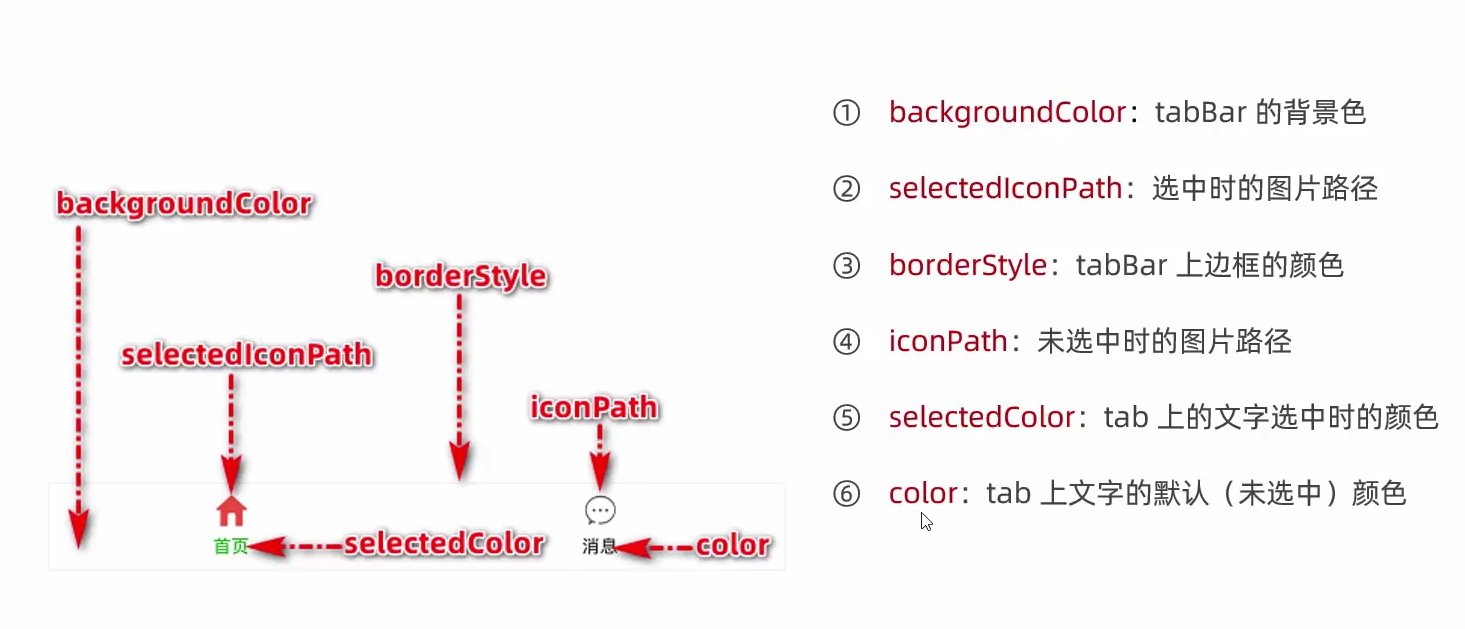 backgroundColor
borderStyle
selectedIconPath
iconPath
首页
selectedColor
消息
color
① backgroundColor：tabBar 的背景色
② selectedIconPath：选中时的图片路径
③ borderStyle：tabBar 上边框的颜色
④ iconPath：未选中时的图片路径
⑤ selectedColor：tab 上的文字选中时的颜色
⑥ color：tab 上文字的默认（未选中）颜色